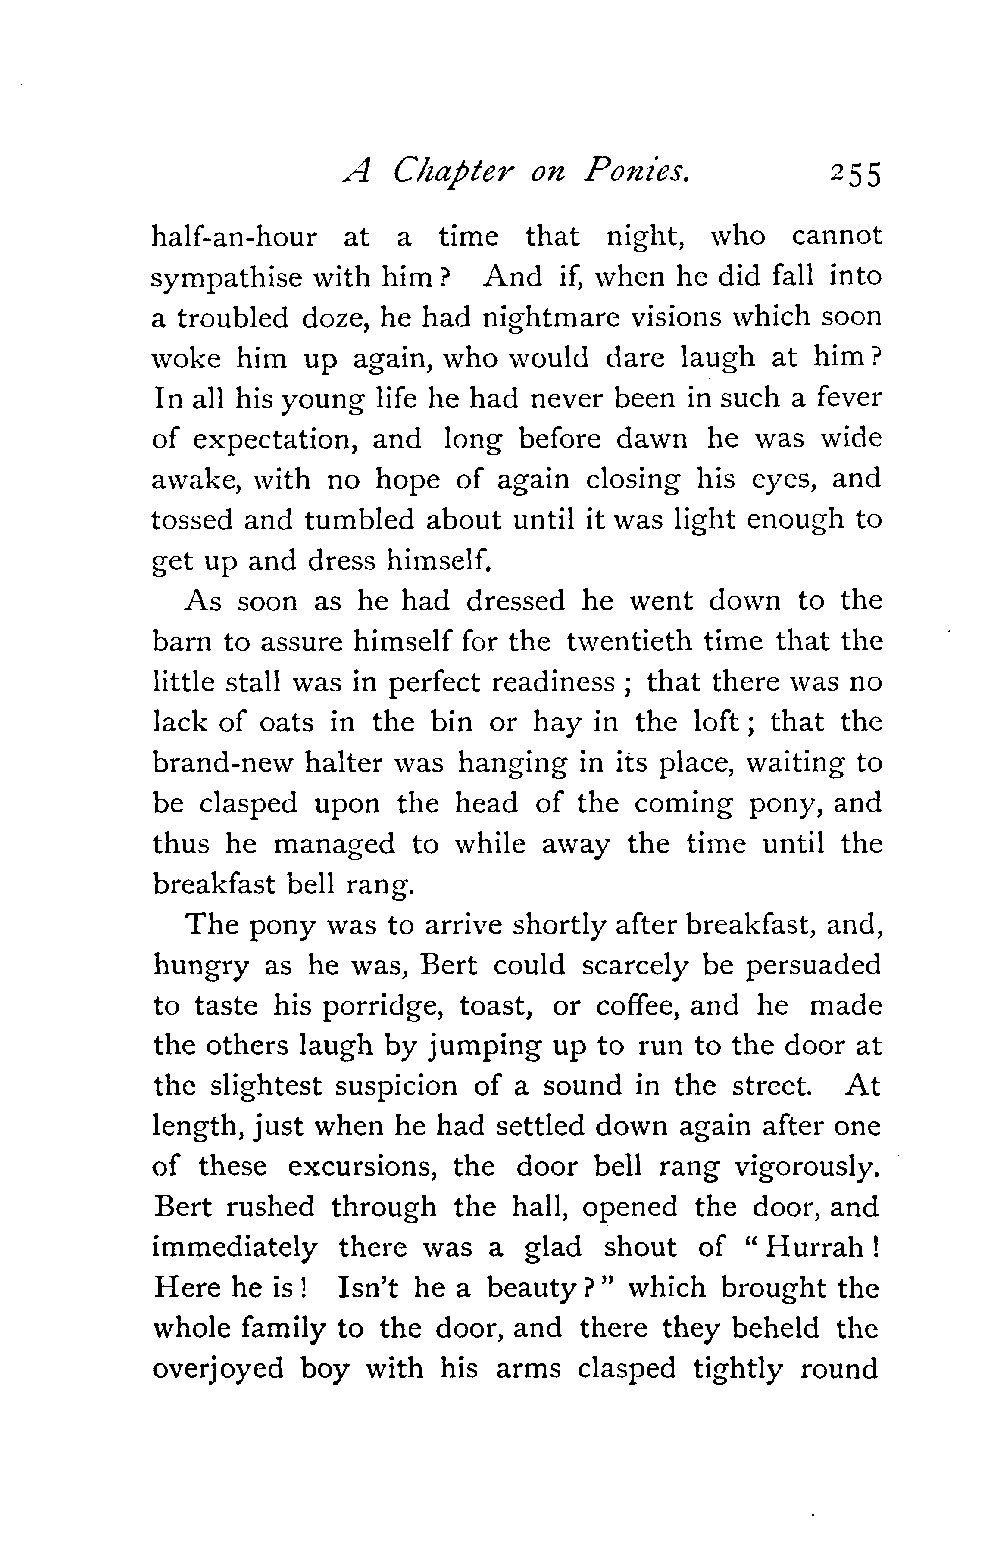 A Chapter on Ponies. 255
half-an-hour at a time that night, who cannot
sympathise with him? And if, when he did fall into
a troubled doze, he had nightmare visions which soon
woke him up again, who would dare laugh at him?
In all his young life he had never been in such a fever
of expectation, and long before dawn he was wide
awake, with no hope of again closing his eyes, and
tossed and tumbled about until it was light enough to
get up and dress himself.
As soon as he had dressed he went down to the
barn to assure himself for the twentieth time that the
little stall was in perfect readiness; that there was no
lack of oats in the bin or hay in the loft; that the
brand-new halter was hanging in its place, waiting to
be clasped upon the head of the coming pony, and
thus he managed to while away the time until the
breakfast bell rang.
The pony was to arrive shortly after breakfast, and,
hungry as he was, Bert could scarcely be persuaded
to taste his porridge, toast, or coffee, and he made
the others laugh by jumping up to run to the door at
the slightest suspicion of a sound in the street. At
length, just when he had settled down again after one
of these excursions, the door bell rang vigorously.
Bert rushed through the hall, opened the door, and
immediately there was a glad shout of "Hurrah!
Here he is! Isn't he a beauty?" which brought the
whole family to the door, and there they beheld the
overjoyed boy with his arms clasped tightly round